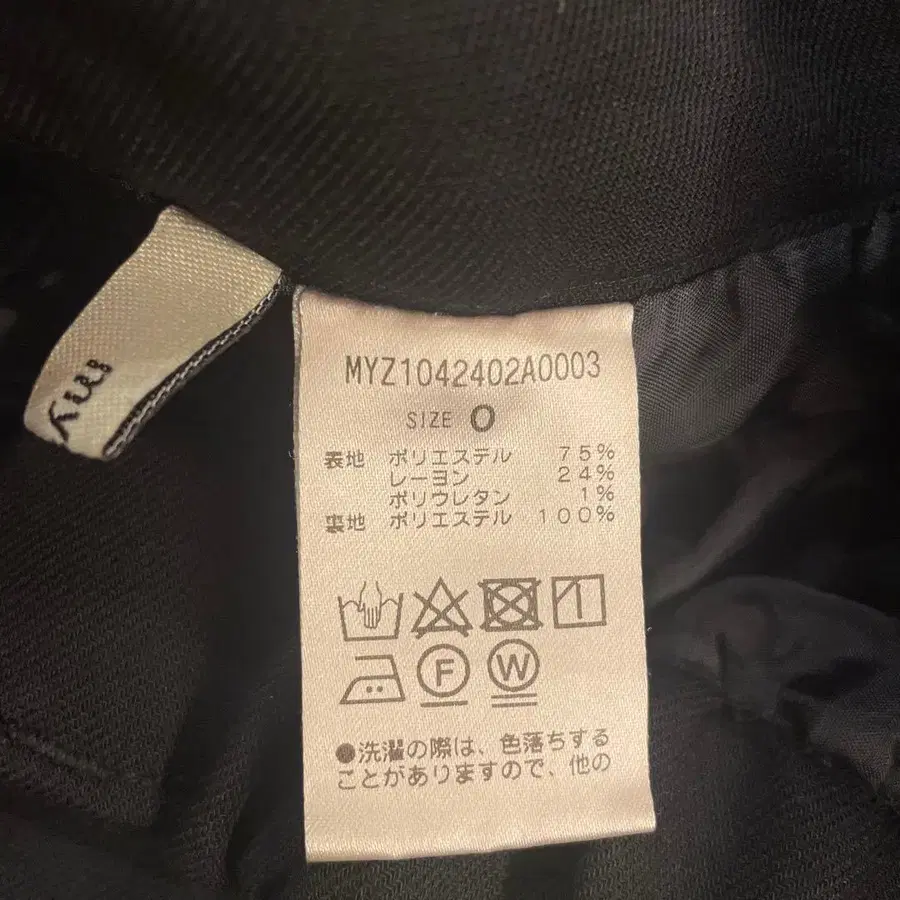 my
MYZ1042402A0003
SIZE 0
表地 ポリエステル 75%
レーヨン 24%
ポリウレタン 1%
裏地 ポリエステル 100%
F W
●洗濯の際は、色落ちする
ことがありますので、他の